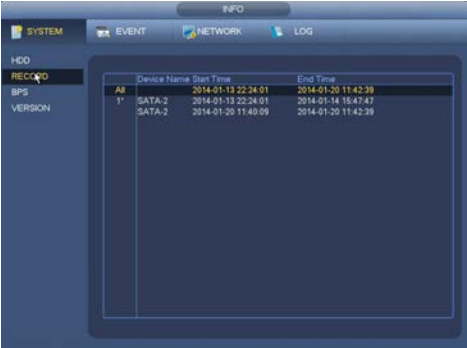 INFO
SYSTEM EVENT NETWORK LOG
HDD
RECORD
BPS
VERSION
Device Name Start Time End Time
All 2014-01-13 22:24:01 2014-01-20 11:42:39
1* SATA-2 2014-01-13 22:24:01 2014-01-14 15:47:47
SATA-2 2014-01-20 11:40:09 2014-01-20 11:42:39